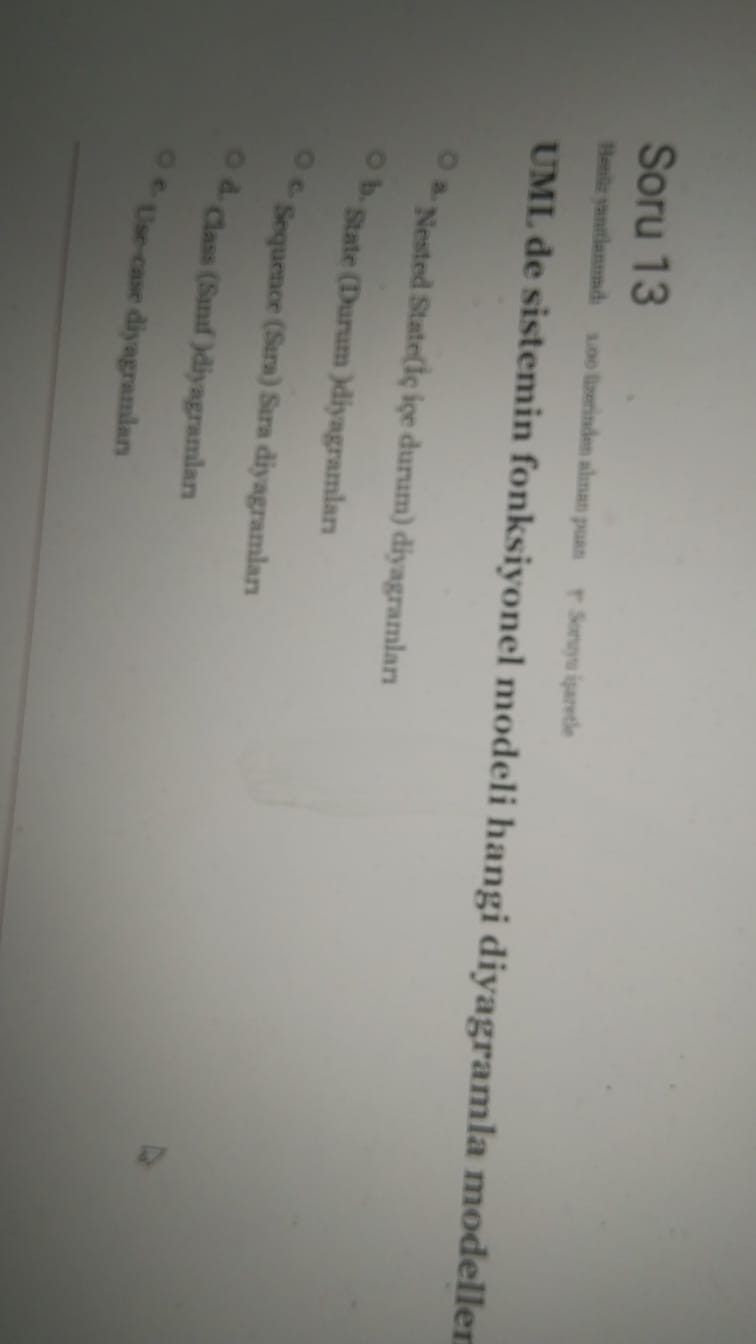 Soru 13
Henüz yanıtlanmadı 1.00 üzerinden alınan puan Soruyu işaretle
UML de sistemin fonksiyonel modeli hangi diyagramla modeller
a. Nested State(İç içe durum) diyagramları
b. State (Durum )diyagramları
c. Sequence (Sıra) Sıra diyagramları
d. Class (Sınıf )diyagramları
e. Use-case diyagramları